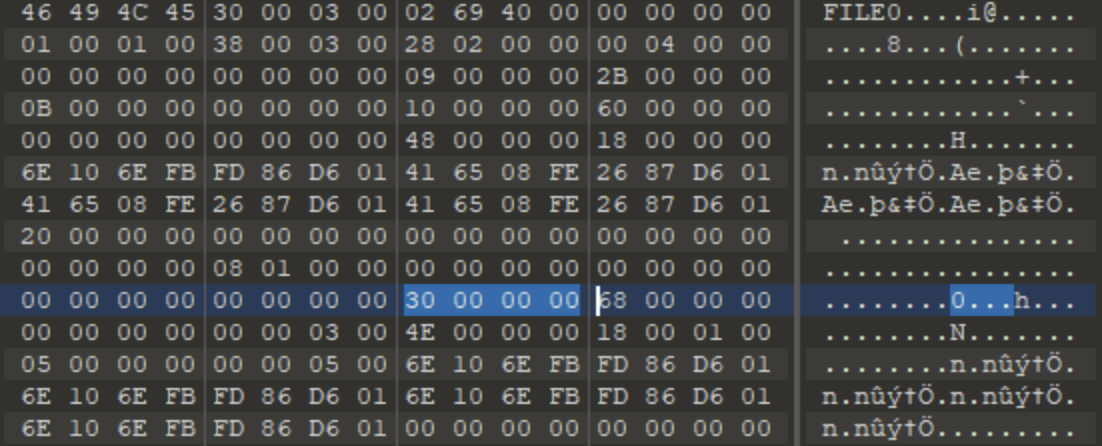 46 49 4C 45 30 00 03 00 02 69 40 00 00 00 00 00 FILE0....i@.....
01 00 01 00 38 00 03 00 28 02 00 00 00 04 00 00 ....8...(.......
00 00 00 00 00 00 00 00 09 00 00 00 2B 00 00 00 ............+...
0B 00 00 00 00 00 00 00 10 00 00 00 60 00 00 00 ............`...
00 00 00 00 00 00 00 00 48 00 00 00 18 00 00 00 ........H.......
6E 10 6E FB FD 86 D6 01 41 65 08 FE 26 87 D6 01 n.nûý†Ö.Ae.þ&‡Ö.
41 65 08 FE 26 87 D6 01 41 65 08 FE 26 87 D6 01 Ae.þ&‡Ö.Ae.þ&‡Ö.
20 00 00 00 00 00 00 00 00 00 00 00 00 00 00 00  ...............
00 00 00 00 08 01 00 00 00 00 00 00 00 00 00 00 ................
00 00 00 00 00 00 00 00 30 00 00 00 68 00 00 00 ........0...h...
00 00 00 00 00 00 03 00 4E 00 00 00 18 00 01 00 ........N.......
05 00 00 00 00 00 05 00 6E 10 6E FB FD 86 D6 01 ........n.nûý†Ö.
6E 10 6E FB FD 86 D6 01 6E 10 6E FB FD 86 D6 01 n.nûý†Ö.n.nûý†Ö.
6E 10 6E FB FD 86 D6 01 00 00 00 00 00 00 00 00 n.nûý†Ö.........